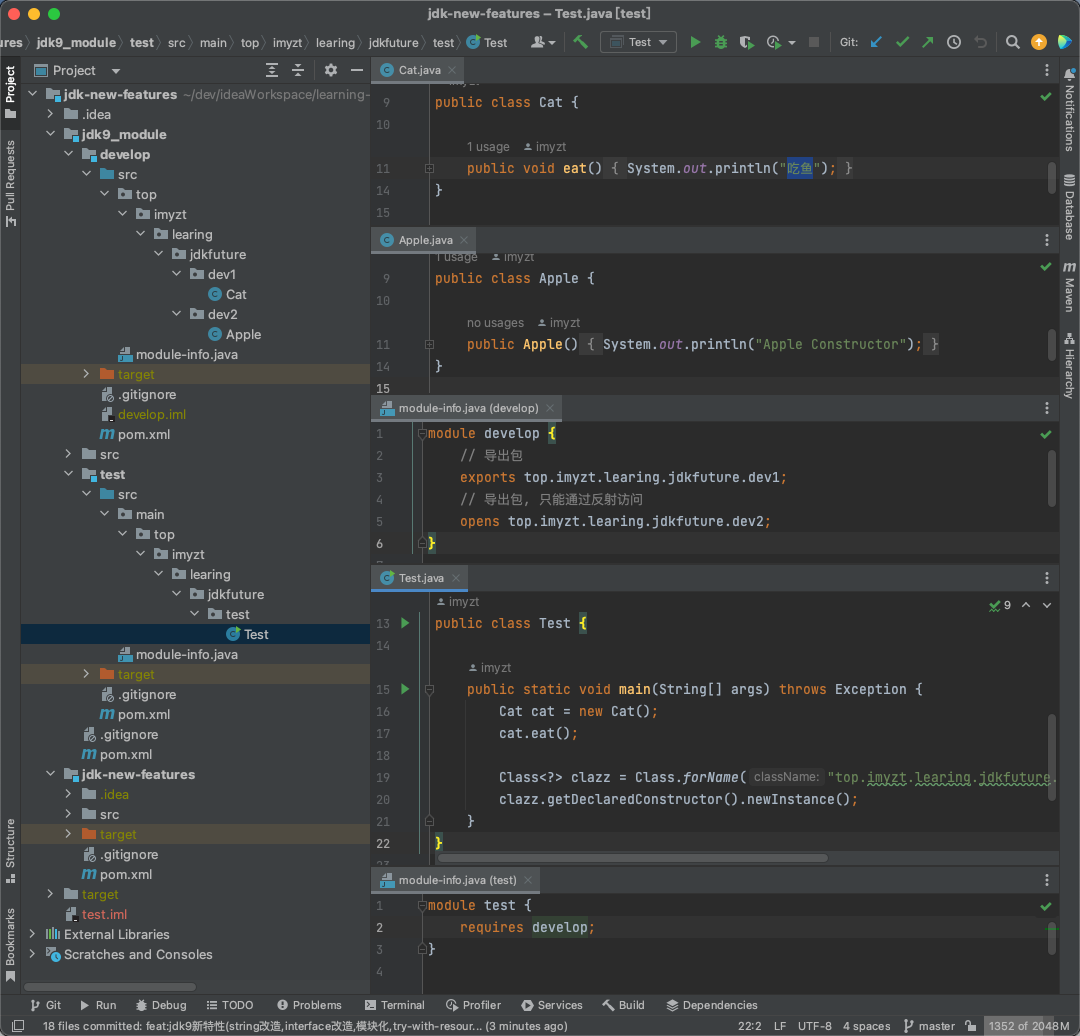 jdk-new-features – Test.java [test]
ures jdk9_module test src main top imyzt learing jdkfuture test Test Test Git:
Project
Project
jdk-new-features ~/dev/ideaWorkspace/learning-
.idea
jdk9_module
develop
src
top
imyzt
learing
jdkfuture
dev1
Cat
dev2
Apple
module-info.java
target
.gitignore
develop.iml
pom.xml
src
test
src
main
top
imyzt
learing
jdkfuture
test
Test
module-info.java
target
.gitignore
pom.xml
.gitignore
pom.xml
jdk-new-features
.idea
src
target
.gitignore
pom.xml
target
test.iml
External Libraries
Scratches and Consoles
Pull Requests
Structure
Bookmarks
Cat.java
9 public class Cat {
10
1 usage imyzt
11 public void eat() { System.out.println("吃鱼"); }
14 }
15
Apple.java
1 usage imyzt
9 public class Apple {
10
no usages imyzt
11 public Apple() { System.out.println("Apple Constructor"); }
14 }
15
module-info.java (develop)
1 module develop {
2 // 导出包
3 exports top.imyzt.learing.jdkfuture.dev1;
4 // 导出包, 只能通过反射访问
5 opens top.imyzt.learing.jdkfuture.dev2;
6 }
Test.java
imyzt
9
13 public class Test {
14
imyzt
15 public static void main(String[] args) throws Exception {
16 Cat cat = new Cat();
17 cat.eat();
18
19 Class<?> clazz = Class.forName( className: "top.imyzt.learing.jdkfuture.
20 clazz.getDeclaredConstructor().newInstance();
21 }
22 }
module-info.java (test)
1 module test {
2 requires develop;
3 }
4
Notifications
Database
Maven
Hierarchy
Git Run Debug TODO Problems Terminal Profiler Services Build Dependencies
18 files committed: feat:jdk9新特性(string改造,interface改造,模块化,try-with-resour... (3 minutes ago) 22:2 LF UTF-8 4 spaces master 1352 of 2048M